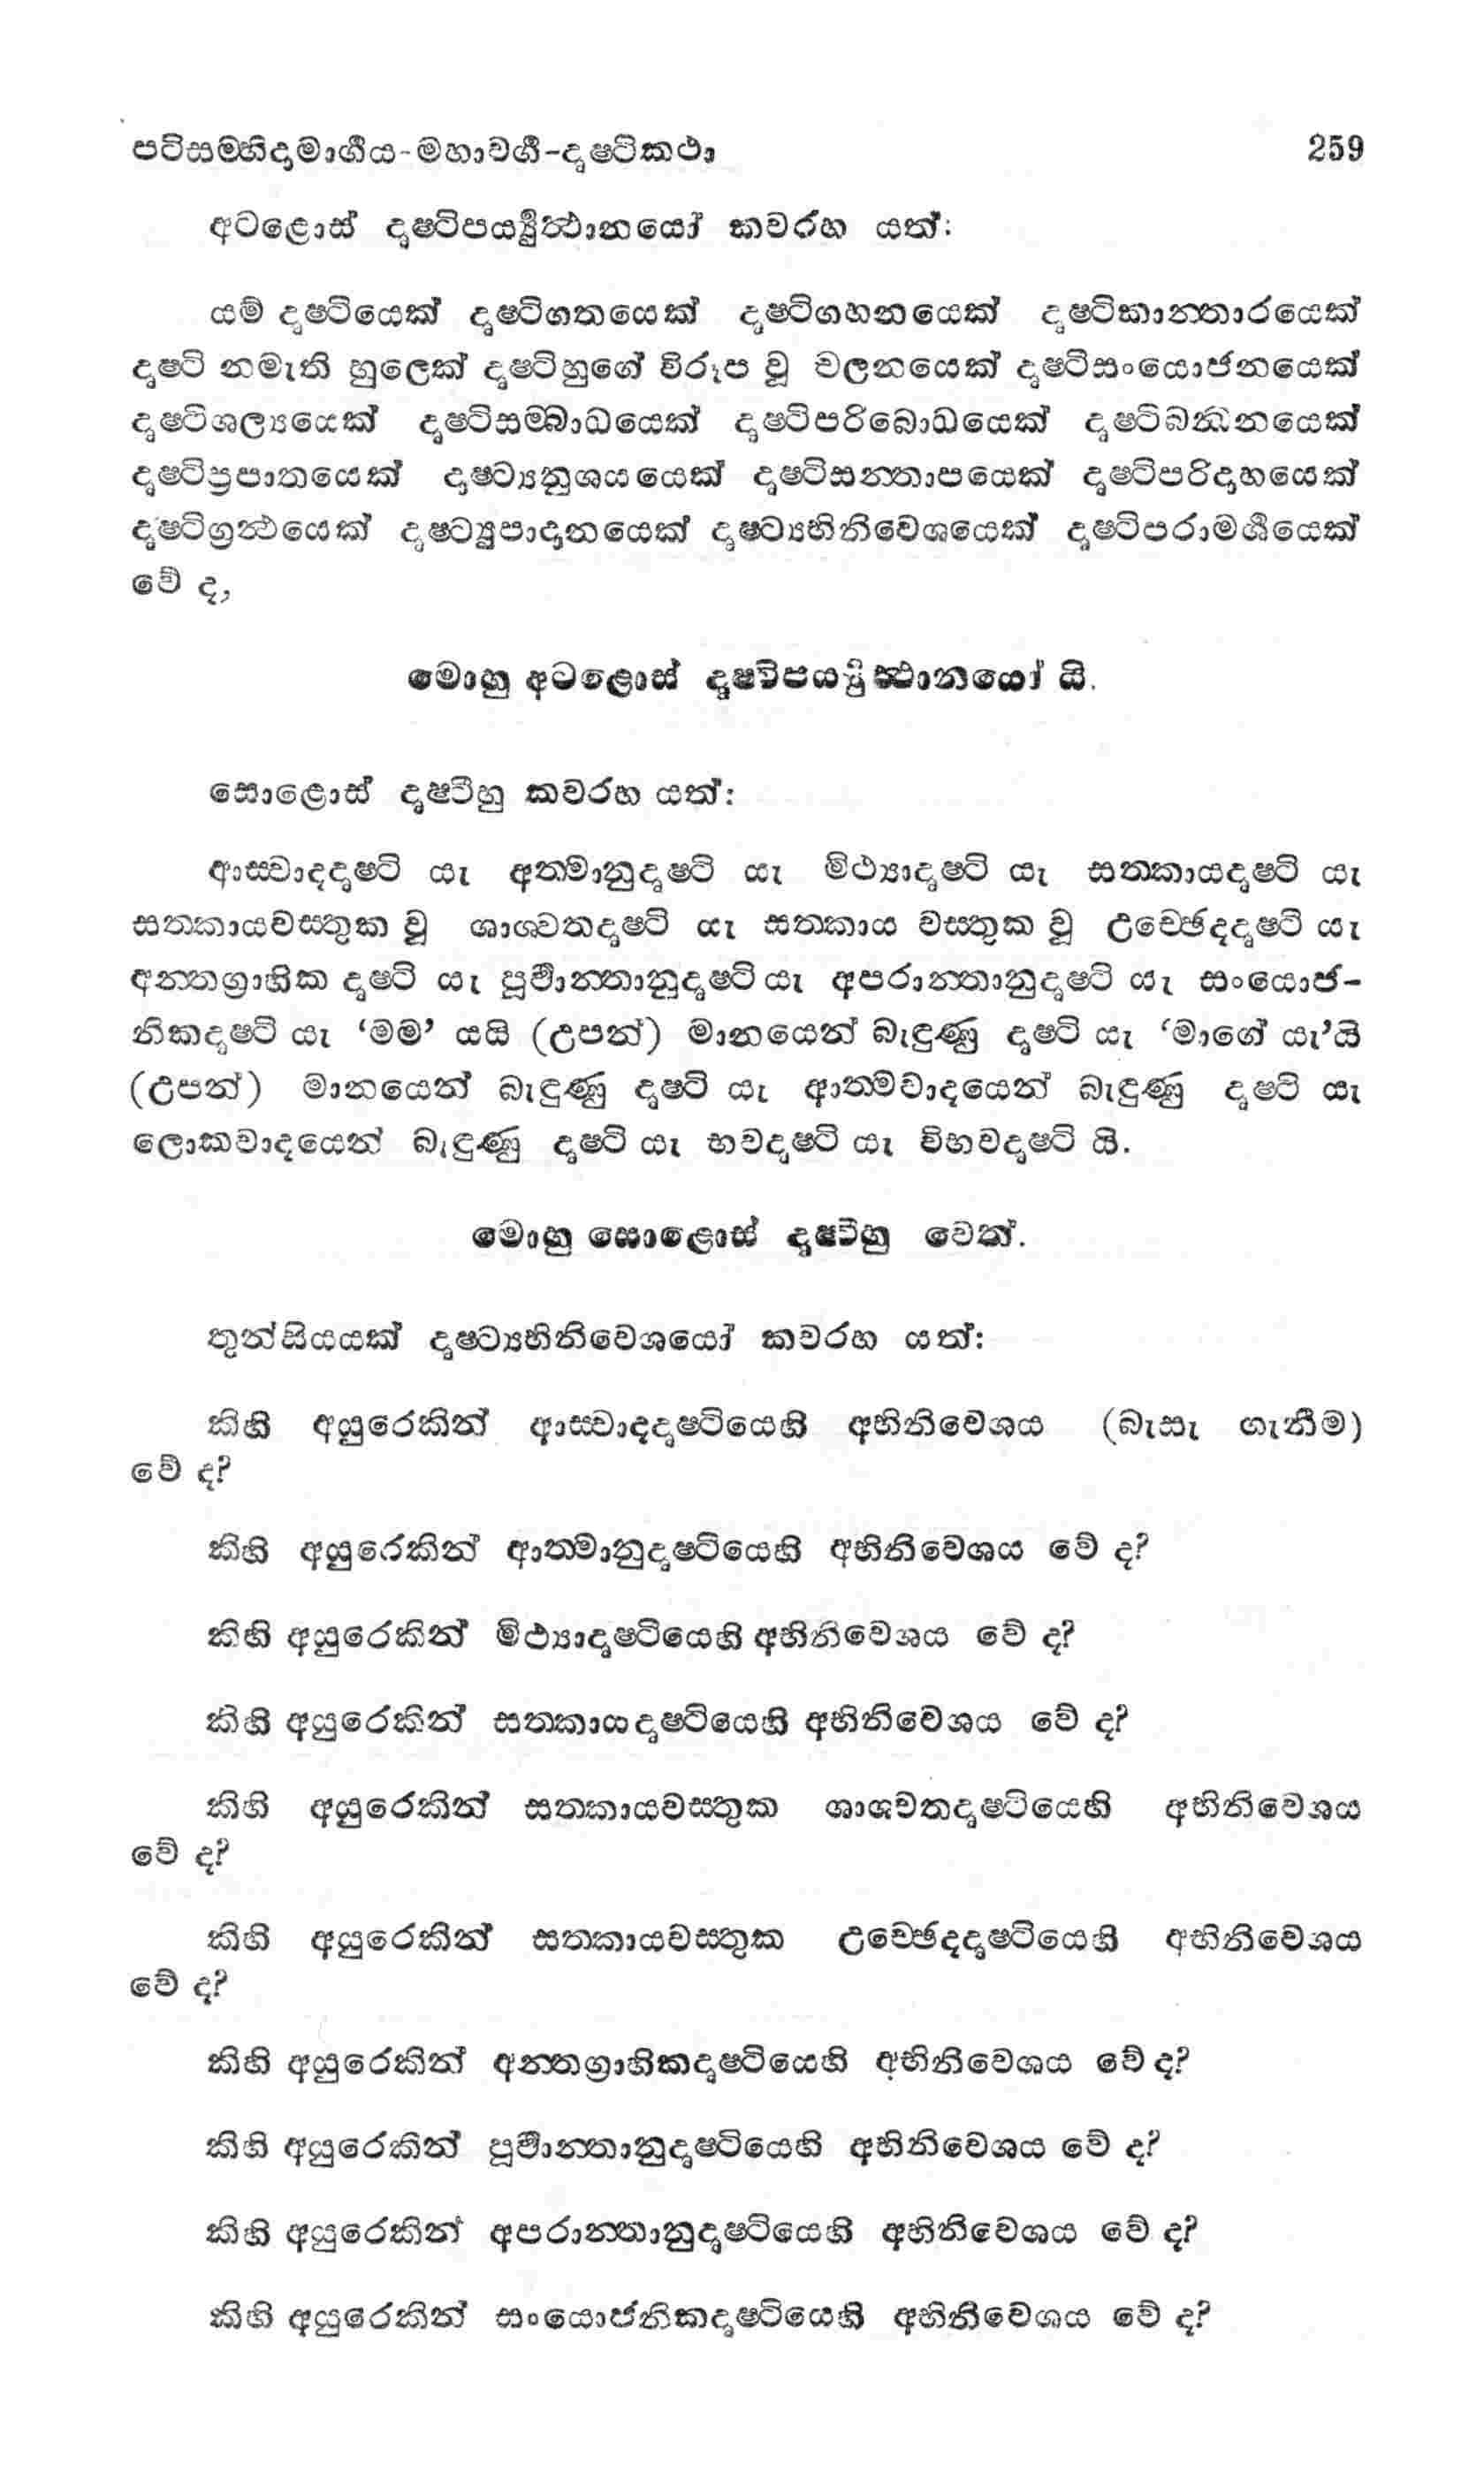 පටිසම්භිදාමාර්ගය-මහාවර්ග-දෘෂ්ටිකථා 259
අටළොස් දෘෂ්ටිපර්‍ය්‍යුත්ථානයෝ කවරහ යත්:
යම් දෘෂ්ටියෙක් දෘෂ්ටිගතයෙක් දෘෂ්ටිගහනයෙක් දෘෂ්ටිකාන්තාරයෙක්
දෘෂ්ටි නමැති හුලෙක් දෘෂ්ටිහුගේ විරූප වූ චලනයෙක් දෘෂ්ටිසංයොජනයෙක්
දෘෂ්ටිශල්‍යයෙක් දෘෂ්ටිසම්බාධයෙක් දෘෂ්ටිපරිබොධයෙක් දෘෂ්ටිබන්ධනයෙක්
දෘෂ්ටිප්‍රපාතයෙක් දෘෂ්ට්‍යනුශයයෙක් දෘෂ්ටිසන්තාපයෙක් දෘෂ්ටිපරිදාහයෙක්
දෘෂ්ටිග්‍රන්ථයෙක් දෘෂ්ට්‍යුපාදානයෙක් දෘෂ්ට්‍යභිනිවෙශයෙක් දෘෂ්ටිපරාමර්ශයෙක්
වේ ද,
මොහු අටළොස් දෘෂ්ටිපර්‍ය්‍යුත්ථානයෝ යි.
සොළොස් දෘෂ්ටීහු කවරහ යත්:
ආස්වාදදෘෂ්ටි යැ අත්මානුදෘෂ්ටි යැ මිථ්‍යාදෘෂ්ටි යැ සත්කායදෘෂ්ටි යැ
සත්කායවස්තුක වූ ශාශ්වතදෘෂ්ටි යැ සත්කාය වස්තුක වූ උච්ඡෙදදෘෂ්ටි යැ
අන්තග්‍රාහික දෘෂ්ටි යැ පූර්වාන්තානුදෘෂ්ටි යැ අපරාන්තානුදෘෂ්ටි යැ සංයොජ-
නිකදෘෂ්ටි යැ ‘මම’ යයි (උපන්) මානයෙන් බැඳුණු දෘෂ්ටි යැ ‘මාගේ යැ’යි
(උපන්) මානයෙන් බැඳුණු දෘෂ්ටි යැ ආත්මවාදයෙන් බැඳුණු දෘෂ්ටි යැ
ලොකවාදයෙන් බැඳුණු දෘෂ්ටි යැ භවදෘෂ්ටි යැ විභවදෘෂ්ටි යි.
මොහු සොළොස් දෘෂ්ටීහු වෙත්.
තුන්සියයක් දෘෂ්ට්‍යභිනිවෙශයෝ කවරහ යත්:
කිහි අයුරෙකින් ආස්වාදදෘෂ්ටියෙහි අභිනිවෙශය (බැසැ ගැනීම)
වේ ද?
කිහි අයුරෙකින් ආත්මානුදෘෂ්ටියෙහි අභිනිවෙශය වේ ද?
කිහි අයුරෙකින් මිථ්‍යාදෘෂ්ටියෙහි අභිනිවෙශය වේ ද?
කිහි අයුරෙකින් සත්කායදෘෂ්ටියෙහි අභිනිවෙශය වේ ද?
කිහි අයුරෙකින් සත්කායවස්තුක ශාශ්වතදෘෂ්ටියෙහි අභිනිවෙශය
වේ ද?
කිහි අයුරෙකින් සත්කායවස්තුක උච්ඡෙදදෘෂ්ටියෙහි අභිනිවෙශය
වේ ද?
කිහි අයුරෙකින් අන්තග්‍රාහිකදෘෂ්ටියෙහි අභිනිවෙශය වේ ද?
කිහි අයුරෙකින් පූර්වාන්තානුදෘෂ්ටියෙහි අභිනිවෙශය වේ ද?
කිහි අයුරෙකින් අපරාන්තානුදෘෂ්ටියෙහි අභිනිවෙශය වේ ද?
කිහි අයුරෙකින් සංයොජනිකදෘෂ්ටියෙහි අභිනිවෙශය වේ ද?